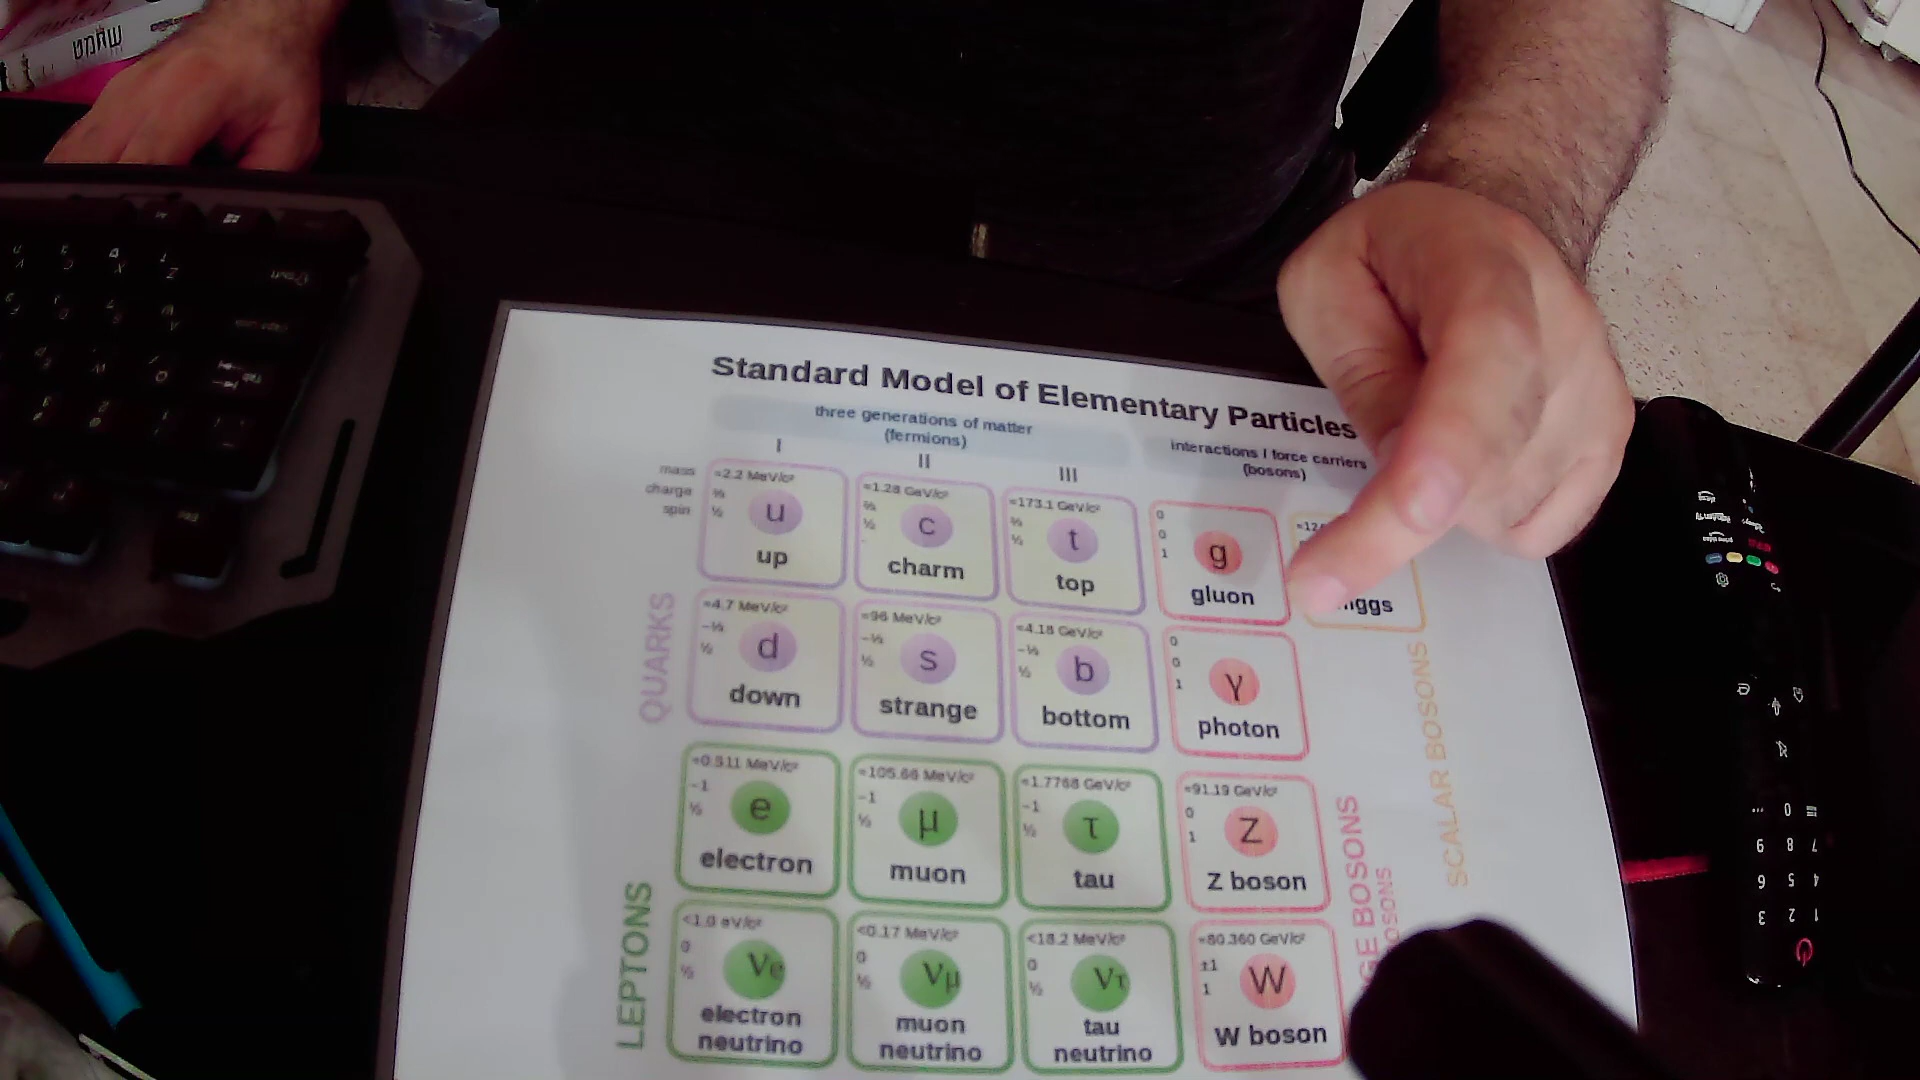 שחמט
Standard Model of Elementary Particles
three generations of matter
(fermions)
interactions / force carriers
(bosons)
I
II
III
mass
charge
spin
≈2.2 MeV/c²
⅔
½
u
up
≈1.28 GeV/c²
⅔
½
c
charm
≈173.1 GeV/c²
⅔
½
t
top
0
0
1
g
gluon
≈4.7 MeV/c²
−⅓
½
d
down
≈96 MeV/c²
−⅓
½
s
strange
≈4.18 GeV/c²
−⅓
½
b
bottom
0
0
1
γ
photon
≈0.511 MeV/c²
−1
½
e
electron
≈105.66 MeV/c²
−1
½
μ
muon
≈1.7768 GeV/c²
−1
½
τ
tau
≈91.19 GeV/c²
0
1
Z
Z boson
<1.0 eV/c²
0
½
νe
electron
neutrino
<0.17 MeV/c²
0
½
νμ
muon
neutrino
<18.2 MeV/c²
0
½
ντ
tau
neutrino
≈80.360 GeV/c²
±1
1
W
W boson
QUARKS
LEPTONS
BOSONS
SCALAR BOSONS